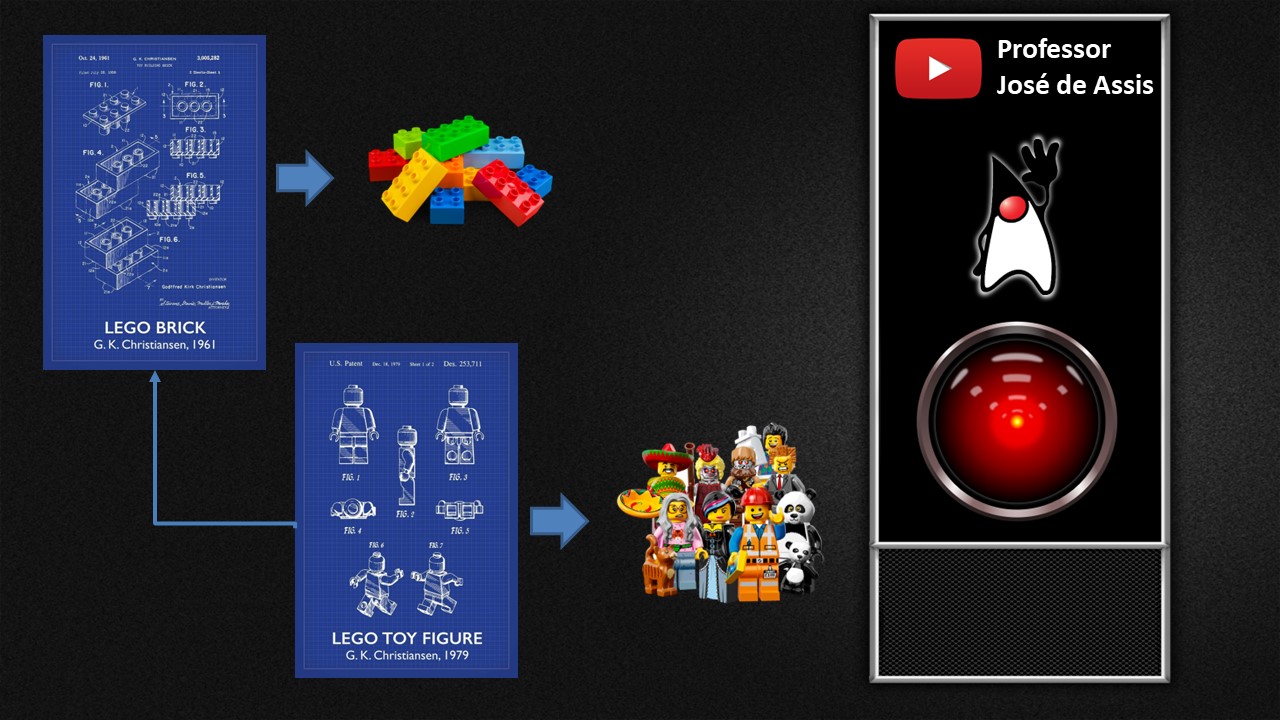 Oct. 24, 1961 G. K. CHRISTIANSEN 3,005,282
TOY BUILDING BRICK
Filed July 28, 1958 2 Sheets-Sheet 1
FIG. 1.
FIG. 2.
FIG. 3.
FIG. 4.
FIG. 5.
FIG. 6.
INVENTOR
Godtfred Kirk Christiansen
ATTORNEYS
LEGO BRICK
G. K. Christiansen, 1961
U.S. Patent Dec. 18, 1979 Sheet 1 of 2 Des. 253,711
FIG. 1
FIG. 2
FIG. 3
FIG. 4
FIG. 5
FIG. 6
FIG. 7
LEGO TOY FIGURE
G. K. Christiansen, 1979
Professor
José de Assis